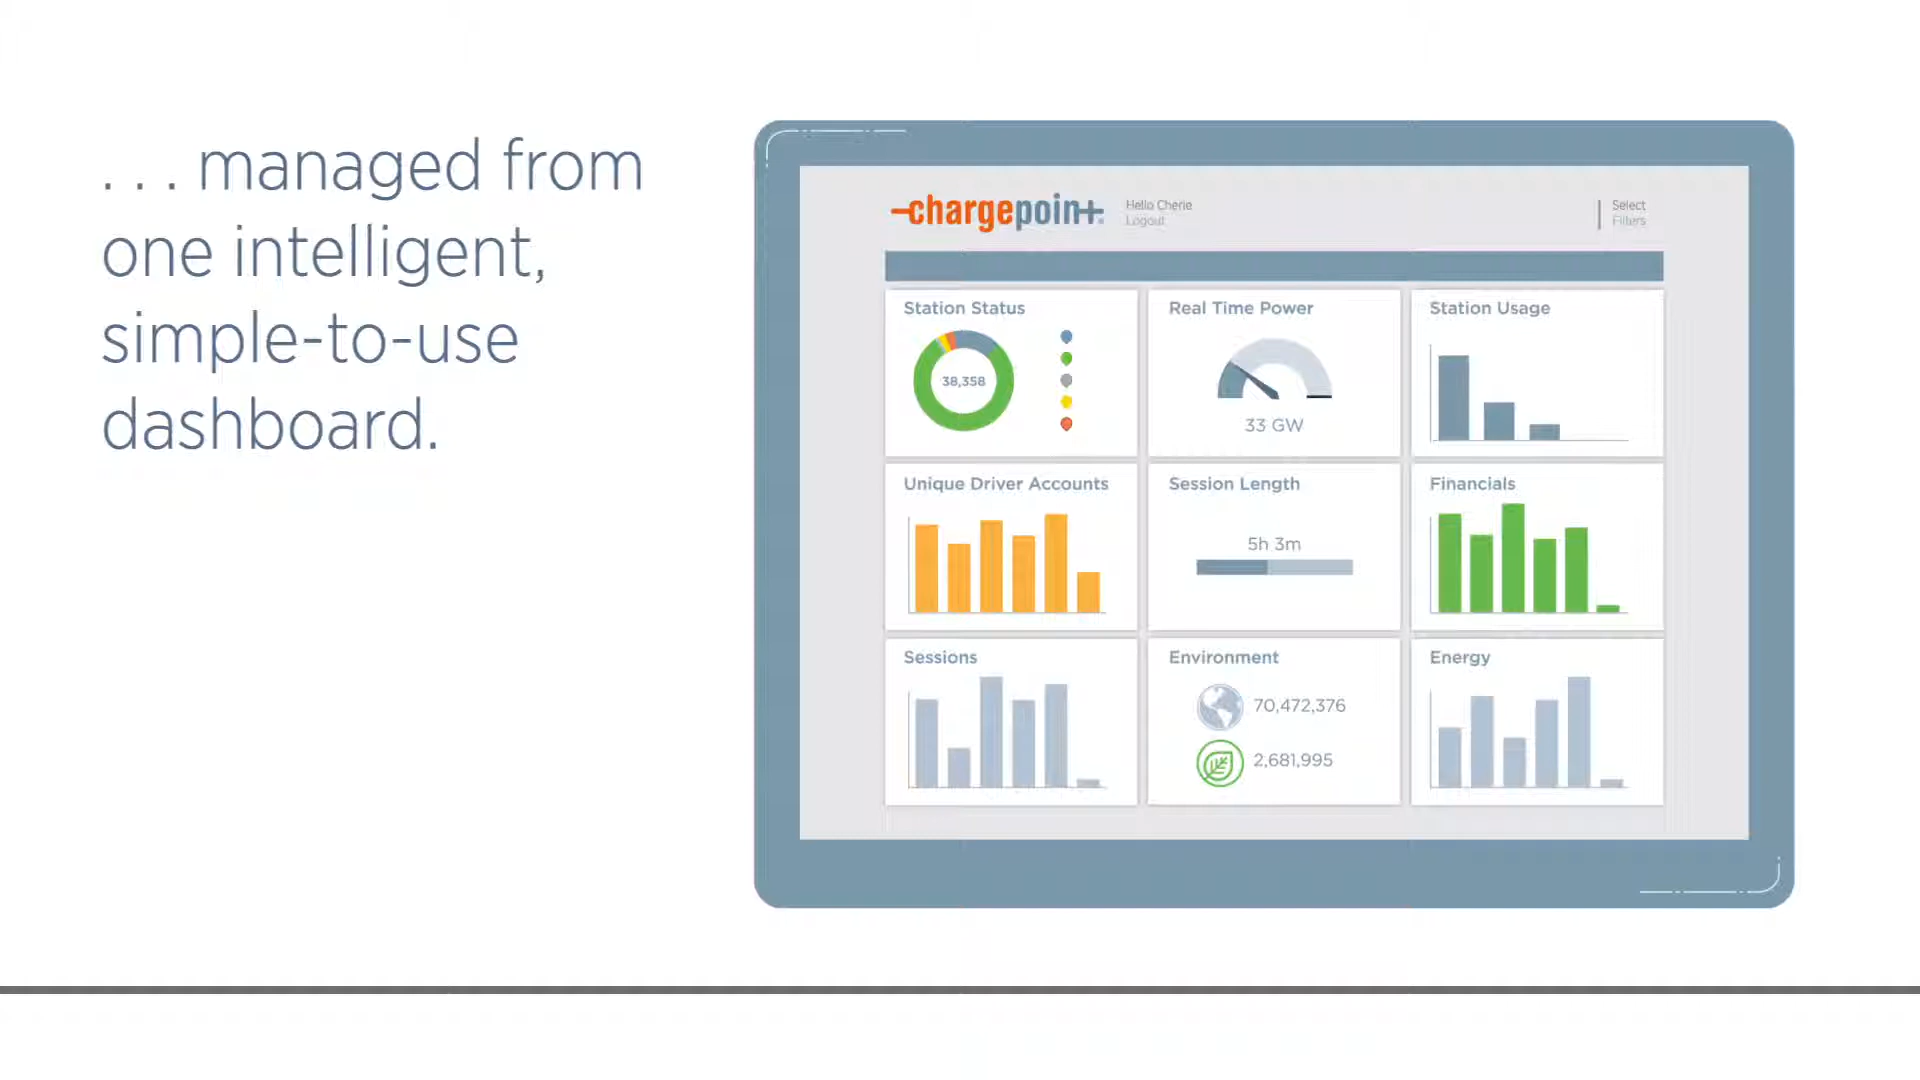 . . . managed from
one intelligent,
simple-to-use
dashboard.
chargepoint
Hello Cherie
Logout
Select
Filters
Station Status
38,358
Real Time Power
33 GW
Station Usage
Unique Driver Accounts
Session Length
5h 3m
Financials
Sessions
Environment
70,472,376
2,681,995
Energy